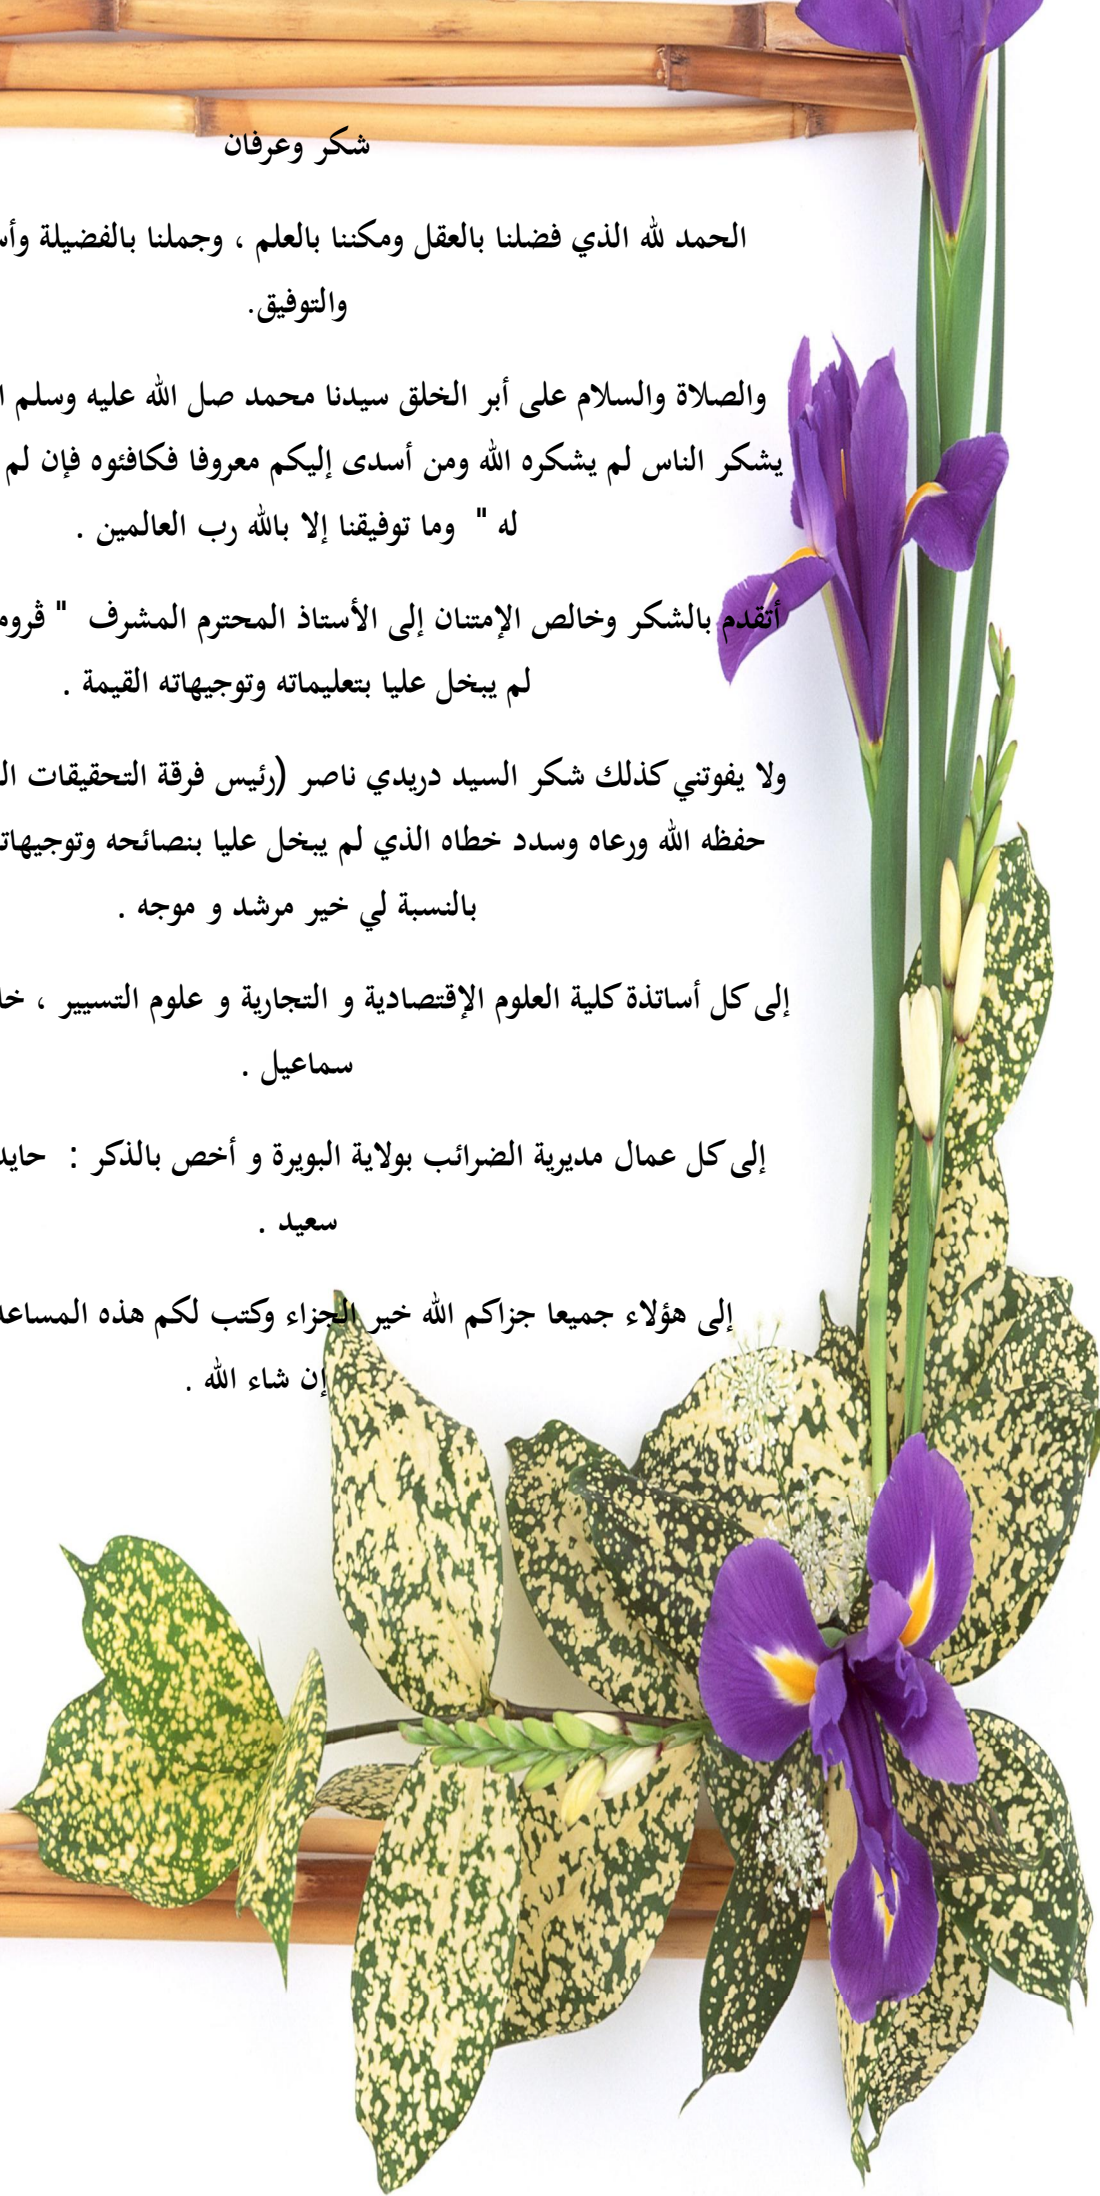 شكر وعرفان
الحمد لله الذي فضلنا بالعقل ومكننا بالعلم ، وجملنا بالفضيلة
والتوفيق.
والصلاة والسلام على أبر الخلق سيدنا محمد صل الله عليه وسلم
يشكر الناس لم يشكره الله ومن أسدى إليكم معروفا فكافئوه فإن لم
له " وما توفيقنا إلا بالله رب العالمين .
أتقدم بالشكر وخالص الإمتنان إلى الأستاذ المحترم المشرف "
لم يبخل عليا بتعليماته وتوجيهاته القيمة .
ولا يفوتني كذلك شكر السيد دريدي ناصر (رئيس فرقة التحقيقات
حفظه الله ورعاه وسدد خطاه الذي لم يبخل عليا بنصائحه
بالنسبة لي خير مرشد و موجه .
إلى كل أساتذة كلية العلوم الإقتصادية و التجارية و علوم التسيير ،
سماعيل .
إلى كل عمال مديرية الضرائب بولاية البويرة و أخص بالذكر :
سعيد .
إلى هؤلاء جميعا جزاكم الله خير الجزاء وكتب لكم هذه
إن شاء الله .